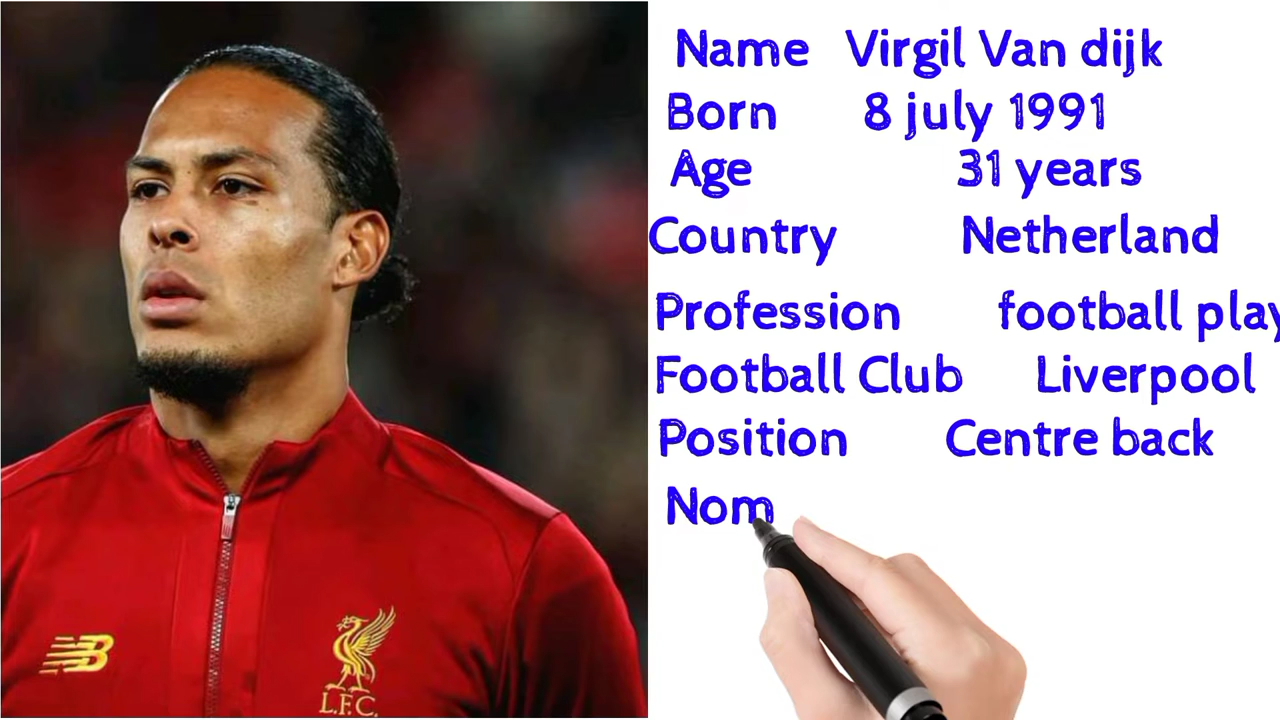 Name Virgil Van dijk
Born 8 july 1991
Age 31 years
Country Netherland
Profession football play
Football Club Liverpool
Position Centre back
Nom
L.F.C.